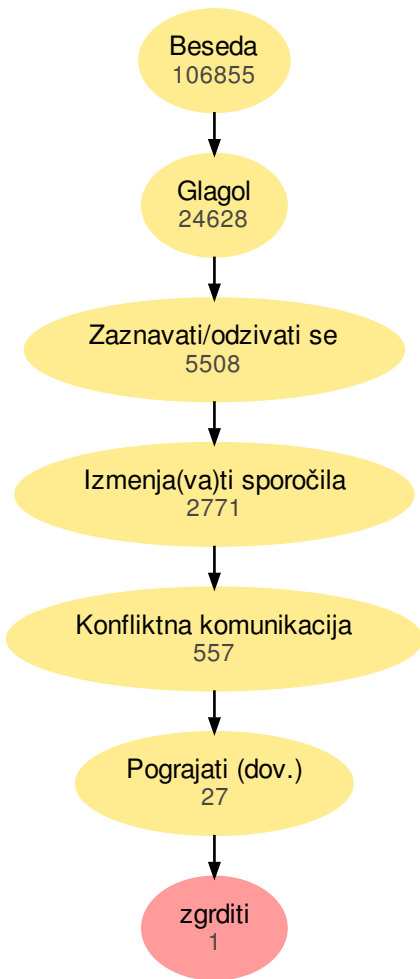 Beseda
106855
Glagol
24628
Zaznavati/odzivati se
5508
Izmenja(va)ti sporočila
2771
Konfliktna komunikacija
557
Pograjati (dov.)
27
zgrditi
1